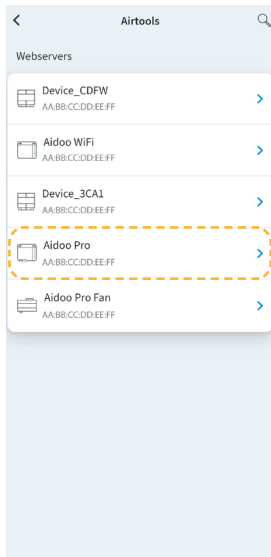 Airtools
Webservers
Device_CDFW
AA:BB:CC:DD:EE:FF
Aidoo WiFi
AA:BB:CC:DD:EE:FF
Device_3CA1
AA:BB:CC:DD:EE:FF
Aidoo Pro
AA:BB:CC:DD:EE:FF
Aidoo Pro Fan
AA:BB:CC:DD:EE:FF